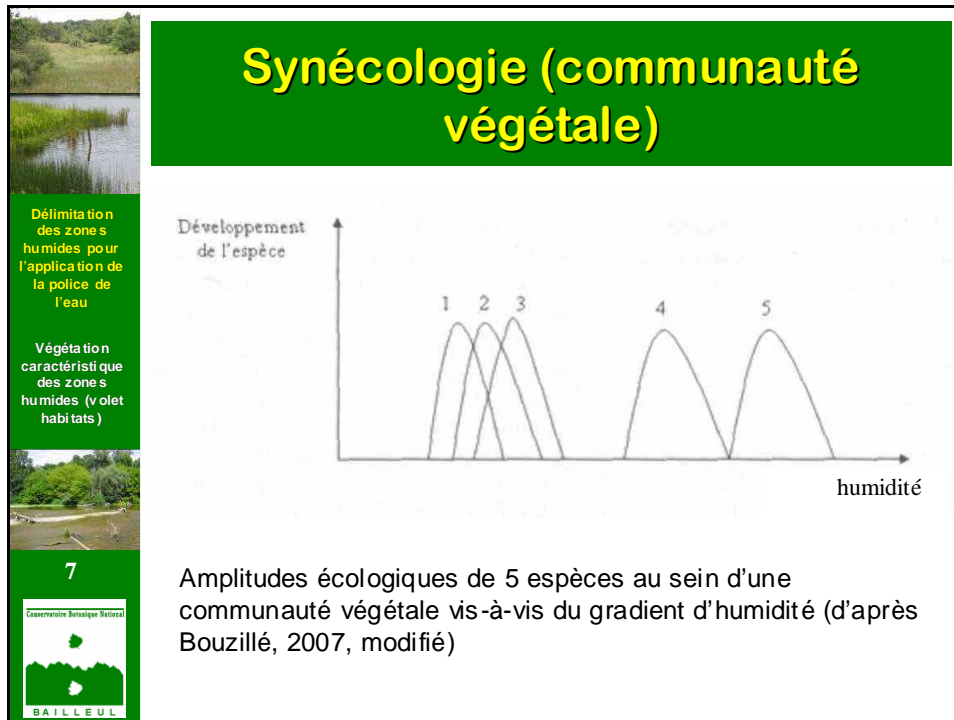 Synécologie (communauté
végétale)
Délimitation
des zones
humides pour
l'application de
la police de
l'eau
Végétation
caractéristique
des zones
humides (volet
habitats)
7
Conservatoire Botanique National
BAILLEUL
Développement
de l'espèce
1 2 3 4 5
humidité
Amplitudes écologiques de 5 espèces au sein d'une
communauté végétale vis-à-vis du gradient d'humidité (d'après
Bouzillé, 2007, modifié)